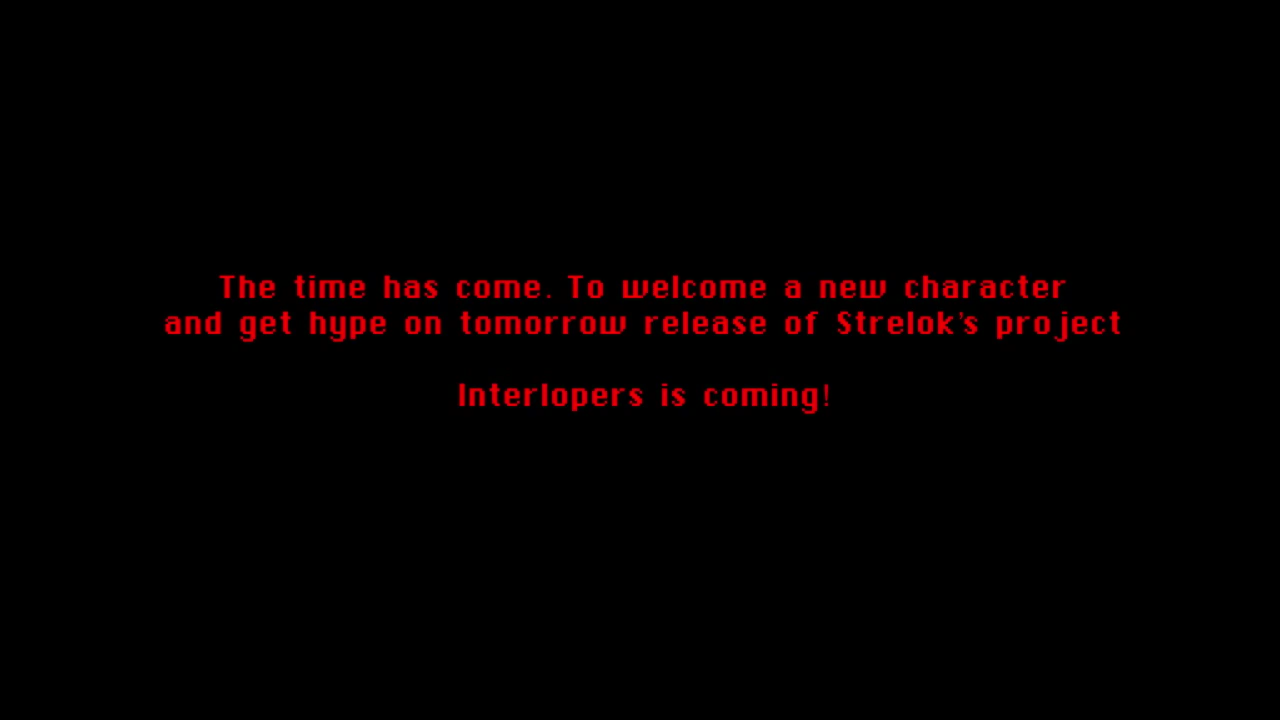 The time has come. To welcome a new character
and get hype on tomorrow release of Strelok's project
Interlopers is coming!